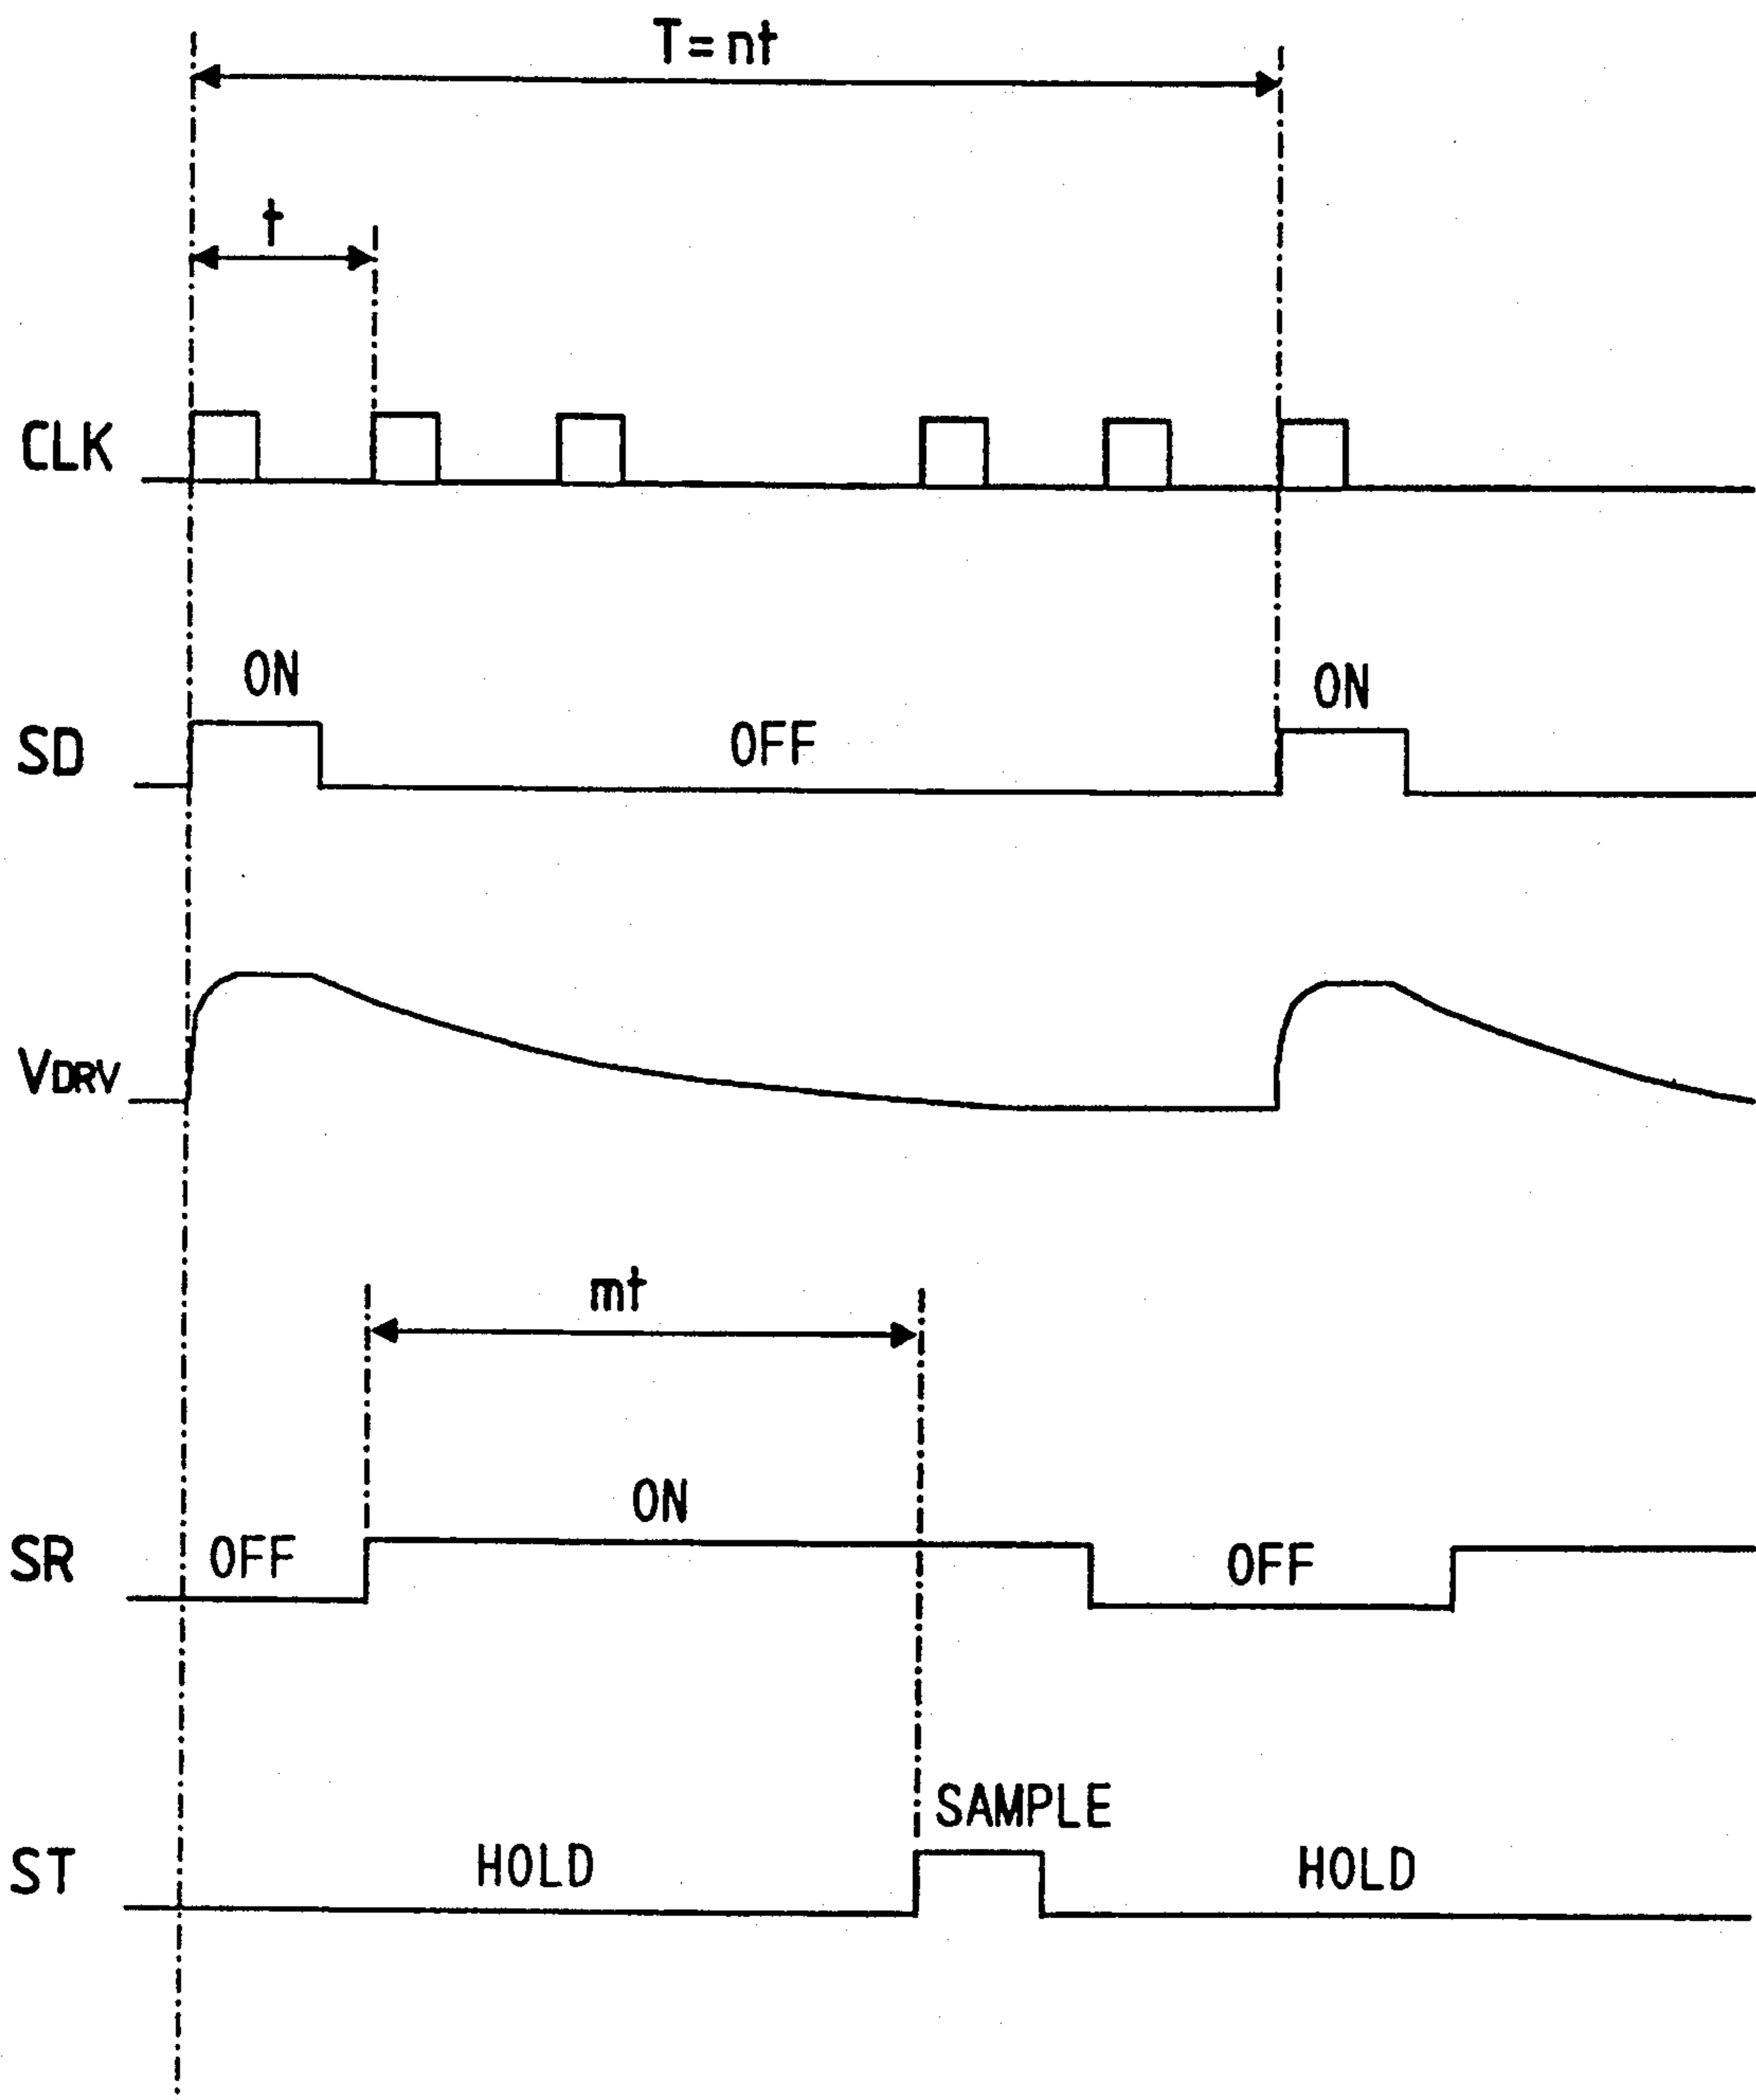 T=nt
t
CLK
ON
ON
SD
OFF
VDRV
mt
ON
SR
OFF
OFF
SAMPLE
ST
HOLD
HOLD